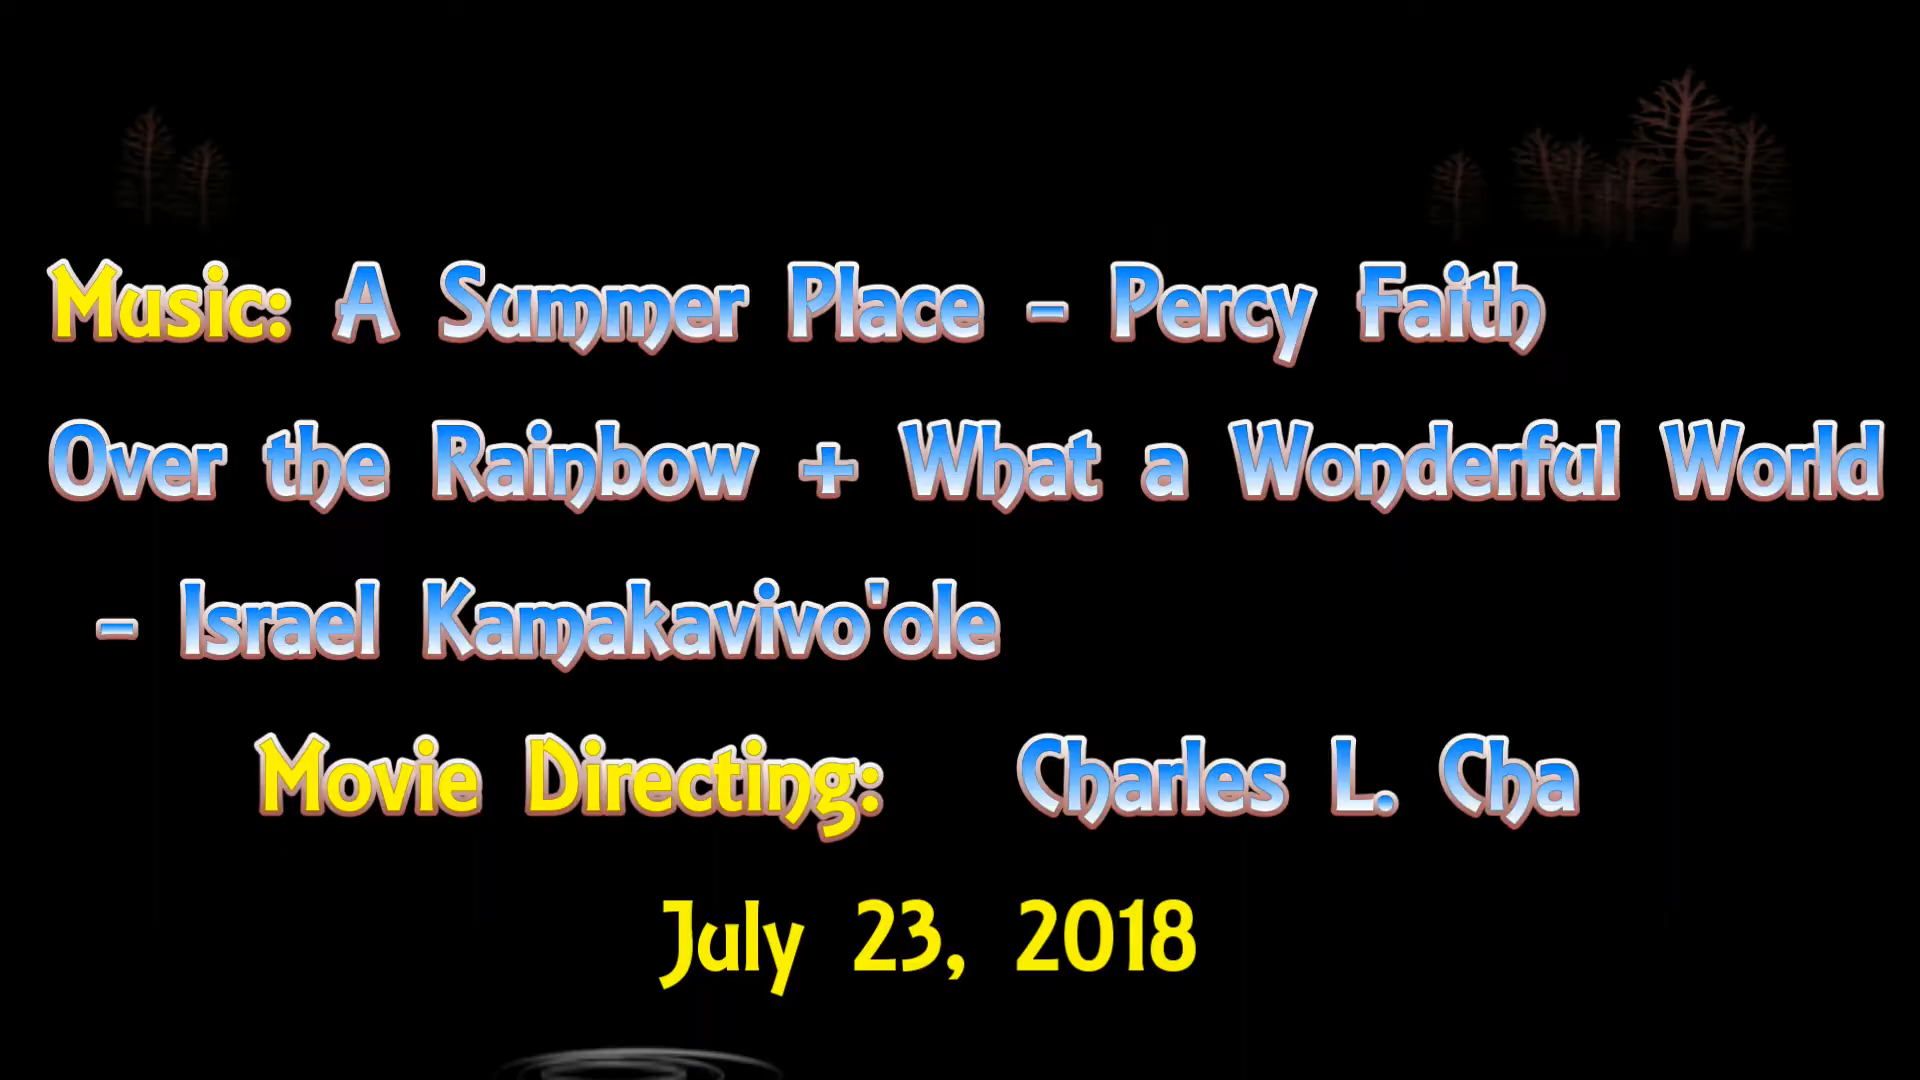 Music: A Summer Place - Percy Faith
Over the Rainbow + What a Wonderful World
- Israel Kamakavivo'ole
Movie Directing: Charles L. Cha
July 23, 2018